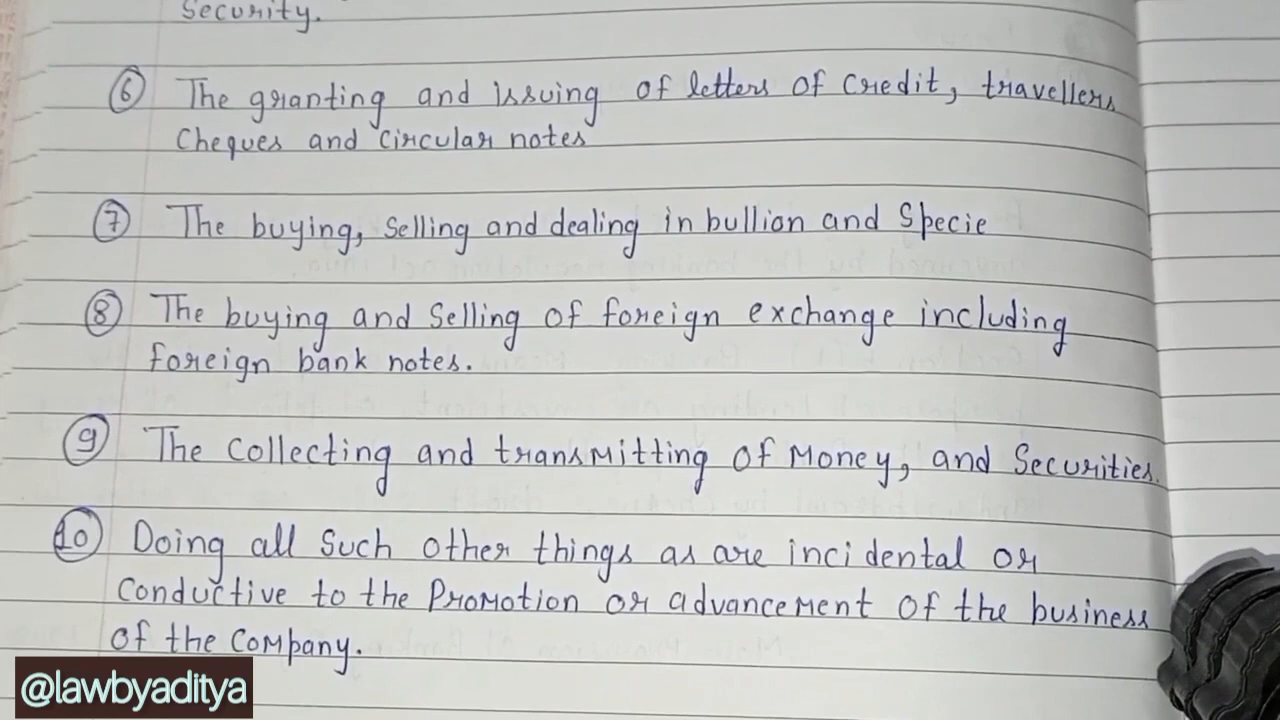 Security.
⑥ The granting and issuing of letters of credit, travellers
Cheques and circular notes
⑦ The buying, selling and dealing in bullion and Specie
⑧ The buying and Selling of foreign exchange including
foreign bank notes.
⑨ The Collecting and transmitting of Money, and Securities.
⑩ Doing all Such other things as are incidental or
Conductive to the Promotion or advancement of the business
of the Company.
@lawbyaditya